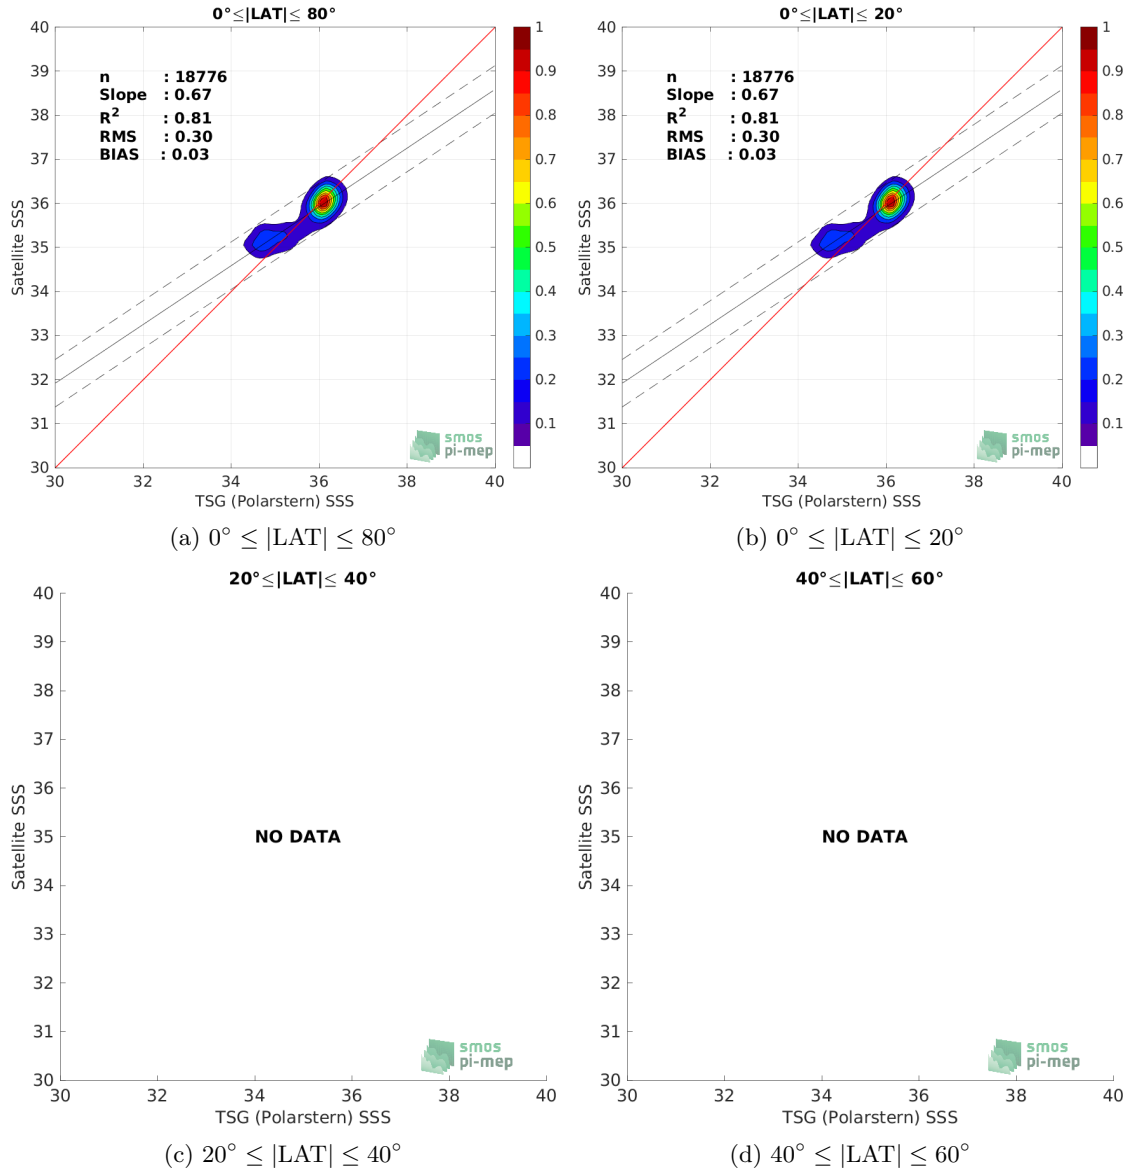 0°≤|LAT|≤ 80°
40
39
38
37
36
35
34
33
32
31
30
Satellite SSS
n : 18776
Slope : 0.67
R² : 0.81
RMS : 0.30
BIAS : 0.03
smos
pi-mep
30 32 34 36 38 40
TSG (Polarstern) SSS
1
0.9
0.8
0.7
0.6
0.5
0.4
0.3
0.2
0.1
(a) 0° ≤ |LAT| ≤ 80°
0°≤|LAT|≤ 20°
40
39
38
37
36
35
34
33
32
31
30
Satellite SSS
n : 18776
Slope : 0.67
R² : 0.81
RMS : 0.30
BIAS : 0.03
smos
pi-mep
30 32 34 36 38 40
TSG (Polarstern) SSS
1
0.9
0.8
0.7
0.6
0.5
0.4
0.3
0.2
0.1
(b) 0° ≤ |LAT| ≤ 20°
20°≤|LAT|≤ 40°
40
39
38
37
36
35
34
33
32
31
30
Satellite SSS
NO DATA
smos
pi-mep
30 32 34 36 38 40
TSG (Polarstern) SSS
(c) 20° ≤ |LAT| ≤ 40°
40°≤|LAT|≤ 60°
40
39
38
37
36
35
34
33
32
31
30
Satellite SSS
NO DATA
smos
pi-mep
30 32 34 36 38 40
TSG (Polarstern) SSS
(d) 40° ≤ |LAT| ≤ 60°